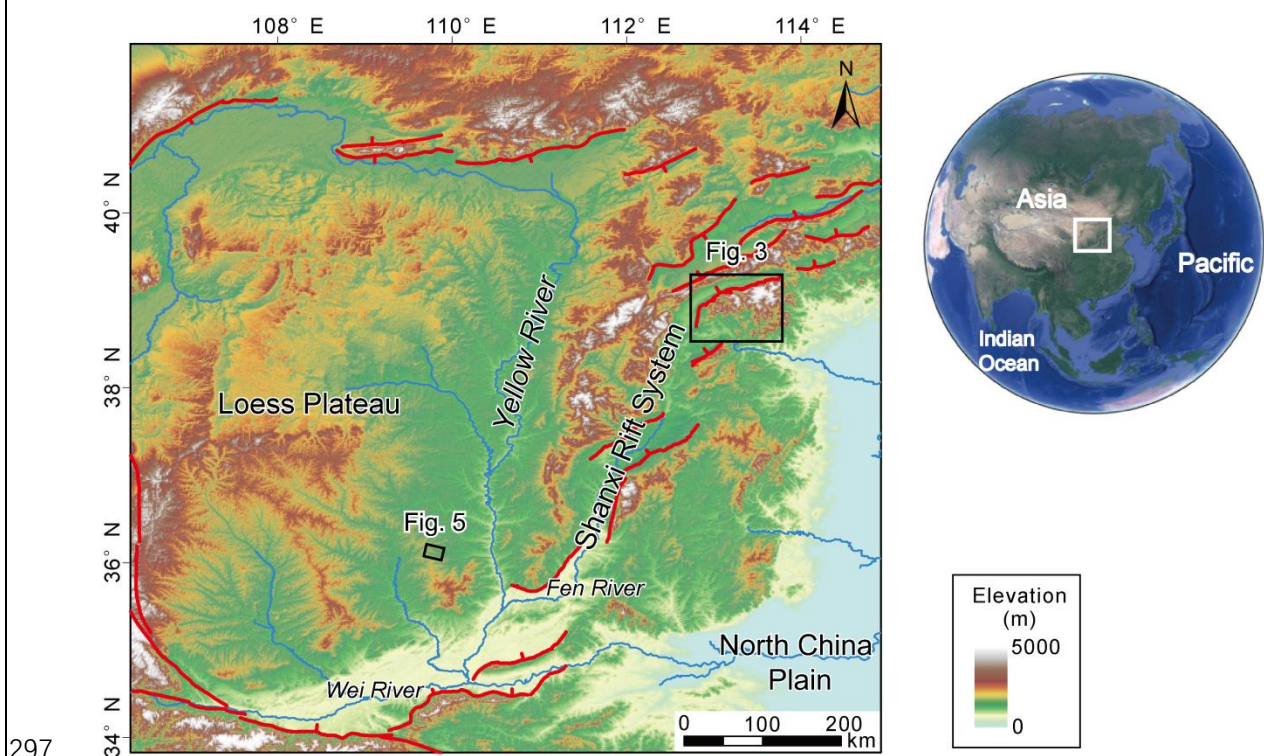 108° E
110° E
112° E
114° E
N
40° N
38° N
36° N
34° N
Fig. 3
Yellow River
Shanxi Rift System
Loess Plateau
Fig. 5
Fen River
Wei River
North China
Plain
0 100 200
km
Asia
Pacific
Indian
Ocean
Elevation
(m)
5000
0
297